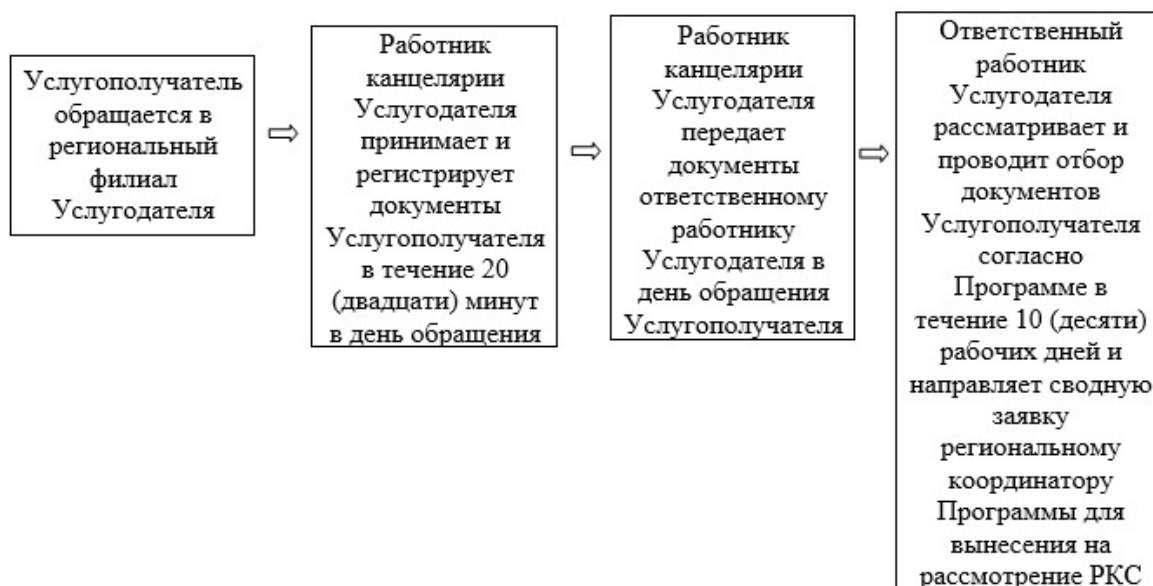 Услугополучатель
обращается в
региональный
филиал
Услугодателя
Работник
канцелярии
Услугодателя
принимает и
регистрирует
документы
Услугополучателя
в течение 20
(двадцати) минут
в день обращения
Работник
канцелярии
Услугодателя
передает
документы
ответственному
работнику
Услугодателя в
день обращения
Услугополучателя
Ответственный
работник
Услугодателя
рассматривает и
проводит отбор
документов
Услугополучателя
согласно
Программе в
течение 10 (десяти)
рабочих дней и
направляет сводную
заявку
региональному
координатору
Программы для
вынесения на
рассмотрение РКС